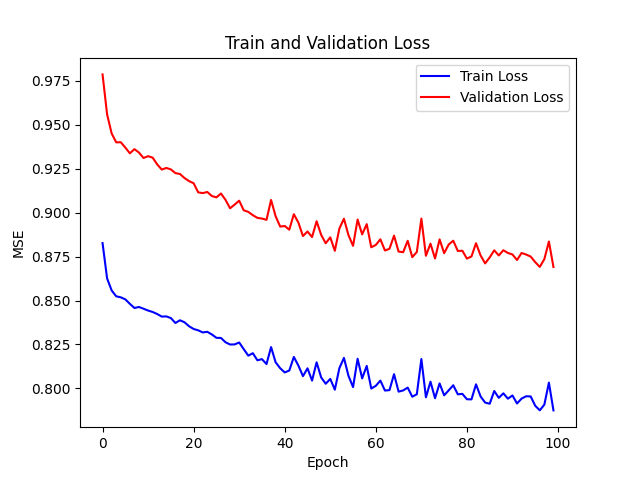 Train and Validation Loss
Train Loss
Validation Loss
0.975
0.950
0.925
0.900
0.875
0.850
0.825
0.800
MSE
0 20 40 60 80 100
Epoch